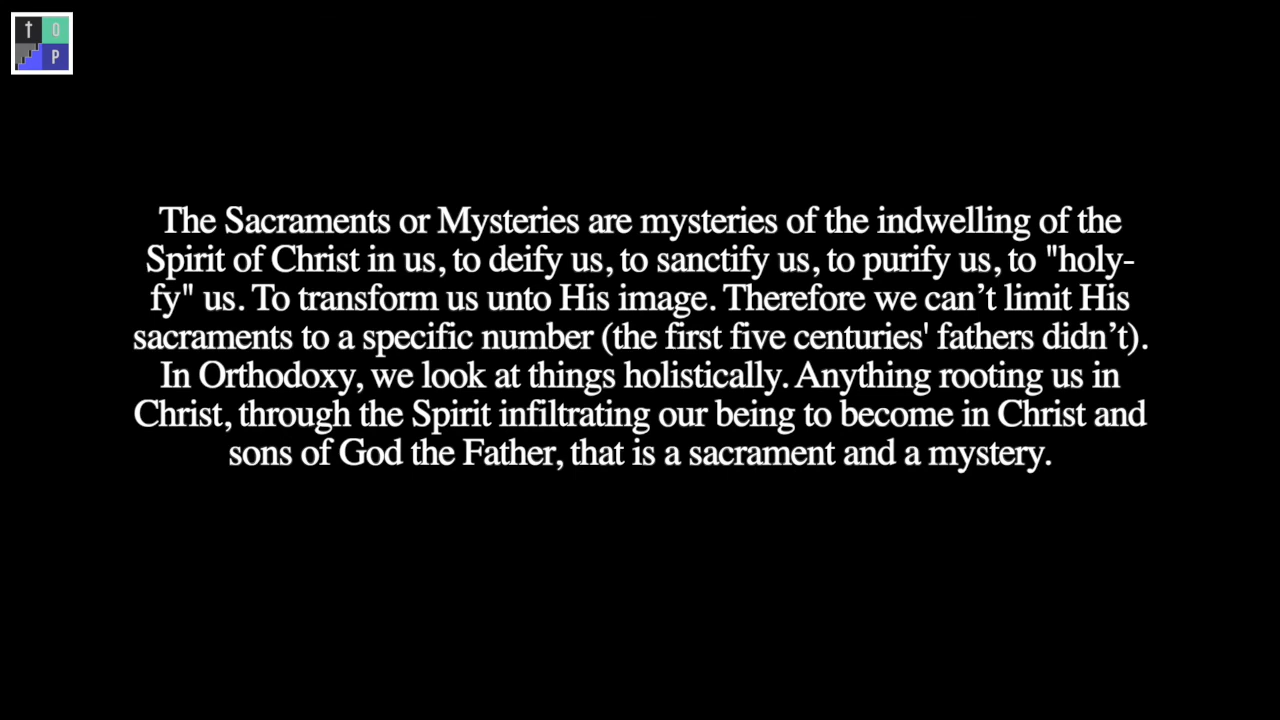 † O
P
The Sacraments or Mysteries are mysteries of the indwelling of the
Spirit of Christ in us, to deify us, to sanctify us, to purify us, to "holy-
fy" us. To transform us unto His image. Therefore we can’t limit His
sacraments to a specific number (the first five centuries' fathers didn’t).
In Orthodoxy, we look at things holistically. Anything rooting us in
Christ, through the Spirit infiltrating our being to become in Christ and
sons of God the Father, that is a sacrament and a mystery.